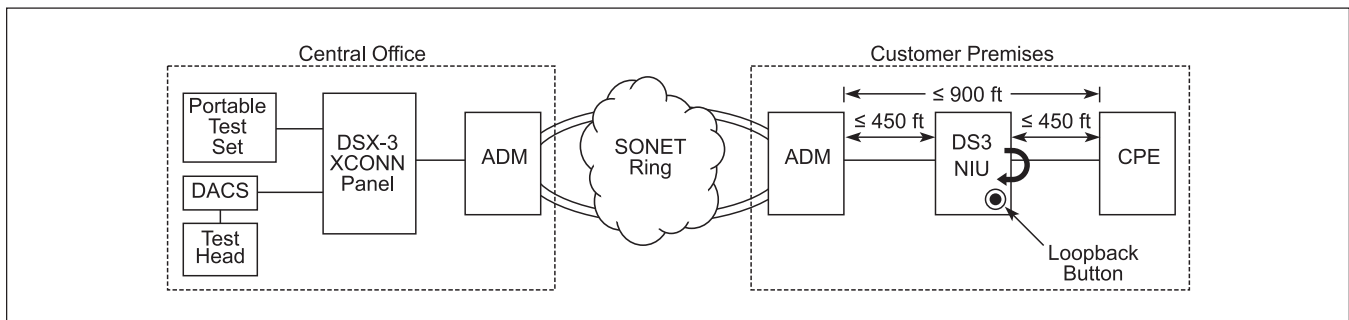 Central Office
Customer Premises
Portable
Test
Set
DACS
Test
Head
DSX-3
XCONN
Panel
ADM
SONET
Ring
≤ 900 ft
≤ 450 ft
≤ 450 ft
ADM
DS3
NIU
CPE
Loopback
Button